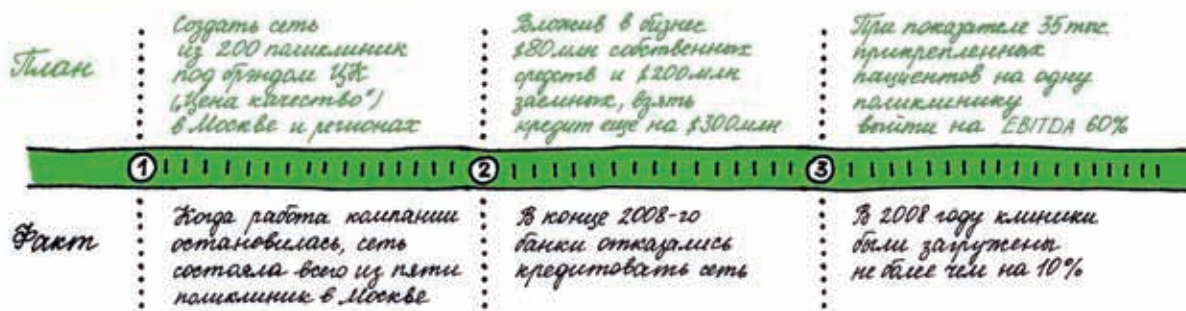 План
Создать сеть
из 200 поликлиник
под брэндом ЦК
(„Цена качество")
в Москве и регионах
Вложив в бизнес
$80 млн собственных
средств и $200 млн
заемных, взять
кредит еще на $300 млн
При показателе 35 тыс.
прикрепленных
пациентов на одну
поликлинику
выйти на EBITDA 60%
1
2
3
Факт
Когда работа компании
остановилась, сеть
состояла всего из пяти
поликлиник в Москве
В конце 2008-го
банки отказались
кредитовать сеть
В 2008 году клиники
были загружены
не более чем на 10%